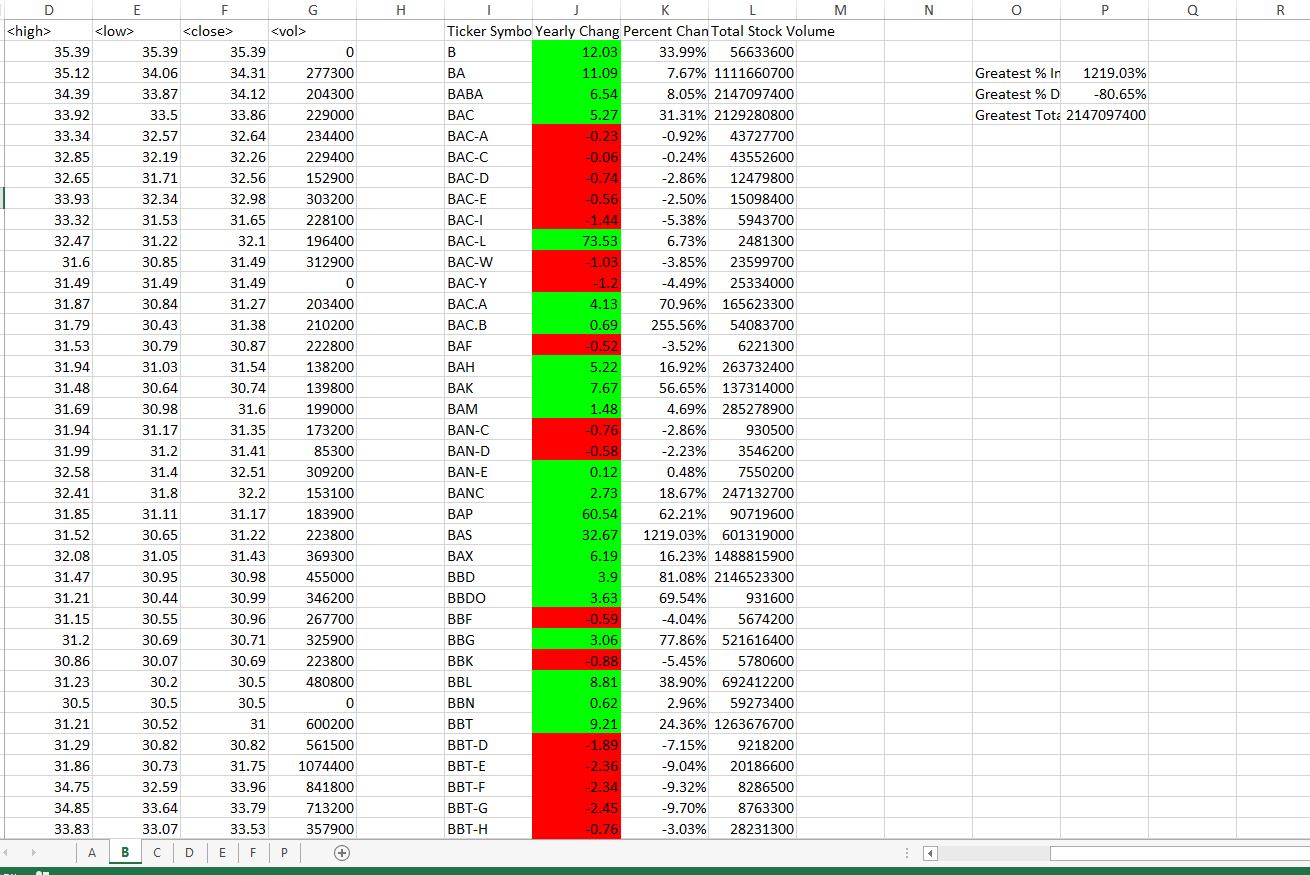 D E F G H I J K L M N O P Q R
<high> <low> <close> <vol> Ticker Symbo Yearly Chang Percent Chan Total Stock Volume
35.39 35.39 35.39 0 B 12.03 33.99% 56633600
35.12 34.06 34.31 277300 BA 11.09 7.67% 1111660700 Greatest % In 1219.03%
34.39 33.87 34.12 204300 BABA 6.54 8.05% 2147097400 Greatest % D -80.65%
33.92 33.5 33.86 229000 BAC 5.27 31.31% 2129280800 Greatest Tota 2147097400
33.34 32.57 32.64 234400 BAC-A -0.23 -0.92% 43727700
32.85 32.19 32.26 229400 BAC-C -0.06 -0.24% 43552600
32.65 31.71 32.56 152900 BAC-D -0.74 -2.86% 12479800
33.93 32.34 32.98 303200 BAC-E -0.56 -2.50% 15098400
33.32 31.53 31.65 228100 BAC-I -1.44 -5.38% 5943700
32.47 31.22 32.1 196400 BAC-L 73.53 6.73% 2481300
31.6 30.85 31.49 312900 BAC-W -1.03 -3.85% 23599700
31.49 31.49 31.49 0 BAC-Y -1.2 -4.49% 25334000
31.87 30.84 31.27 203400 BAC.A 4.13 70.96% 165623300
31.79 30.43 31.38 210200 BAC.B 0.69 255.56% 54083700
31.53 30.79 30.87 222800 BAF -0.52 -3.52% 6221300
31.94 31.03 31.54 138200 BAH 5.22 16.92% 263732400
31.48 30.64 30.74 139800 BAK 7.67 56.65% 137314000
31.69 30.98 31.6 199000 BAM 1.48 4.69% 285278900
31.94 31.17 31.35 173200 BAN-C -0.76 -2.86% 930500
31.99 31.2 31.41 85300 BAN-D -0.58 -2.23% 3546200
32.58 31.4 32.51 309200 BAN-E 0.12 0.48% 7550200
32.41 31.8 32.2 153100 BANC 2.73 18.67% 247132700
31.85 31.11 31.17 183900 BAP 60.54 62.21% 90719600
31.52 30.65 31.22 223800 BAS 32.67 1219.03% 601319000
32.08 31.05 31.43 369300 BAX 6.19 16.23% 1488815900
31.47 30.95 30.98 455000 BBD 3.9 81.08% 2146523300
31.21 30.44 30.99 346200 BBDO 3.63 69.54% 931600
31.15 30.55 30.96 267700 BBF -0.59 -4.04% 5674200
31.2 30.69 30.71 325900 BBG 3.06 77.86% 521616400
30.86 30.07 30.69 223800 BBK -0.88 -5.45% 5780600
31.23 30.2 30.5 480800 BBL 8.81 38.90% 692412200
30.5 30.5 30.5 0 BBN 0.62 2.96% 59273400
31.21 30.52 31 600200 BBT 9.21 24.36% 1263676700
31.29 30.82 30.82 561500 BBT-D -1.89 -7.15% 9218200
31.86 30.73 31.75 1074400 BBT-E -2.36 -9.04% 20186600
34.75 32.59 33.96 841800 BBT-F -2.34 -9.32% 8286500
34.85 33.64 33.79 713200 BBT-G -2.45 -9.70% 8763300
33.83 33.07 33.53 357900 BBT-H -0.76 -3.03% 28231300
A B C D E F P